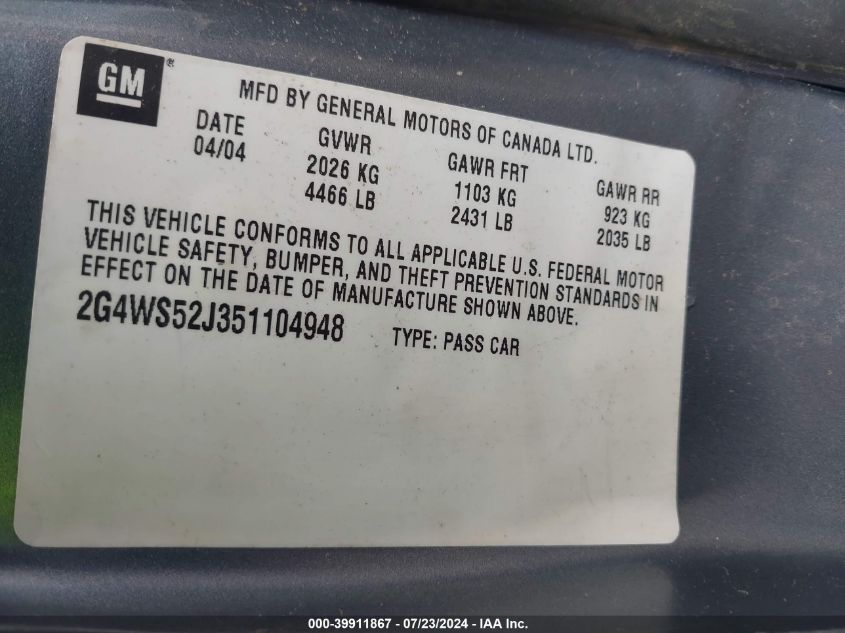 GM®
MFD BY GENERAL MOTORS OF CANADA LTD.
DATE GVWR GAWR FRT GAWR RR
04/04 2026 KG 1103 KG 923 KG
4466 LB 2431 LB 2035 LB
THIS VEHICLE CONFORMS TO ALL APPLICABLE U.S. FEDERAL MOTOR
VEHICLE SAFETY, BUMPER, AND THEFT PREVENTION STANDARDS IN
EFFECT ON THE DATE OF MANUFACTURE SHOWN ABOVE.
2G4WS52J351104948 TYPE: PASS CAR
000-39911867 / 07/23/2024 - IAA Inc.